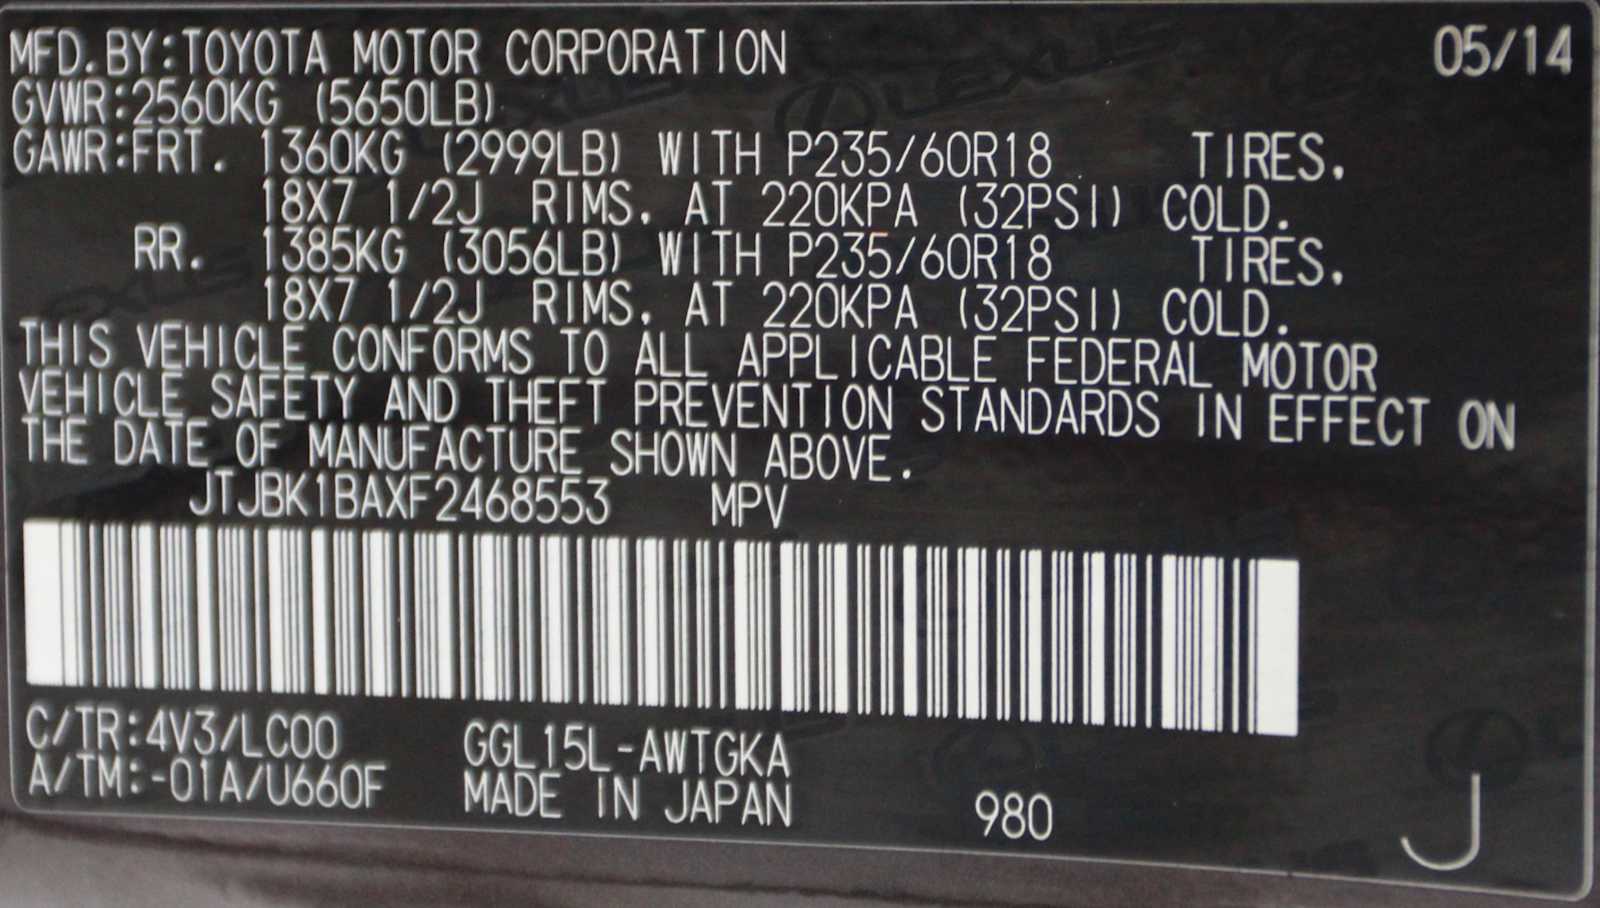 MFD.BY:TOYOTA MOTOR CORPORATION 05/14
GVWR:2560KG (5650LB)
GAWR:FRT. 1360KG (2999LB) WITH P235/60R18 TIRES,
18X7 1/2J RIMS, AT 220KPA (32PSI) COLD.
RR. 1385KG (3056LB) WITH P235/60R18 TIRES,
18X7 1/2J RIMS, AT 220KPA (32PSI) COLD.
THIS VEHICLE CONFORMS TO ALL APPLICABLE FEDERAL MOTOR
VEHICLE SAFETY AND THEFT PREVENTION STANDARDS IN EFFECT ON
THE DATE OF MANUFACTURE SHOWN ABOVE.
JTJBK1BAXF2468553 MPV
C/TR:4V3/LC00 GGL15L-AWTGKA
A/TM:-01A/U660F MADE IN JAPAN 980 J